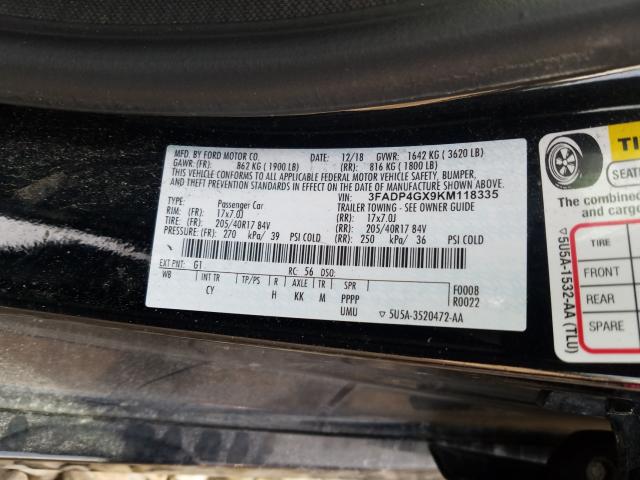 MFD. BY FORD MOTOR CO. DATE: 12/18 GVWR: 1642 KG ( 3620 LB)
GAWR: (FR): 862 KG ( 1900 LB) (RR): 816 KG ( 1800 LB)
THIS VEHICLE CONFORMS TO ALL APPLICABLE FEDERAL MOTOR VEHICLE SAFETY, BUMPER,
AND THEFT PREVENTION STANDARDS IN EFFECT ON THE DATE OF MANUFACTURE SHOWN ABOVE.
VIN: 3FADP4GX9KM118335
TYPE: Passenger Car TRAILER TOWING - SEE OWNER GUIDE
RIM: 17x7.0J 17x7.0J
TIRE: (FR): 205/40R17 84V (RR): 205/40R17 84V
PRESSURE: (FR): 270 kPa/ 39 PSI COLD (RR): 250 kPa/ 36 PSI COLD
EXT PNT: G1 RC: 56 DSO:
WB INT TR TP/PS R AXLE TR SPR F0008
CY H KK M PPPP R0022
UMU ▽ 5U5A-3520472-AA
TI
SEATIN
The combined
cargo should
▽ 5U5A-1532-AA (TLU)
TIRE
FRONT
REAR
SPARE